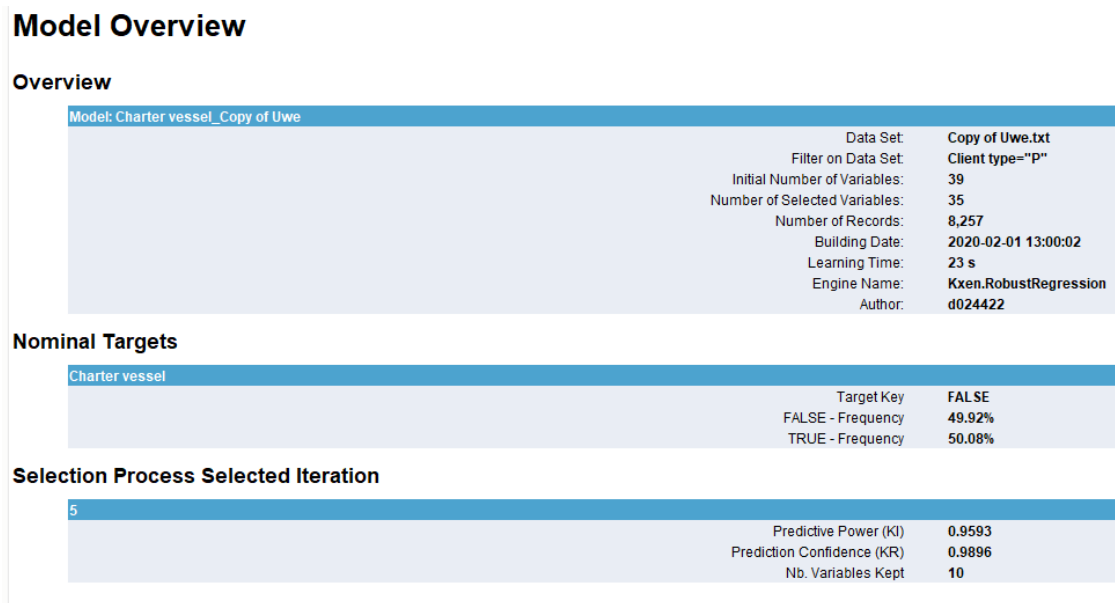 Model Overview
Overview
Model: Charter vessel_Copy of Uwe
Data Set: Copy of Uwe.txt
Filter on Data Set: Client type="P"
Initial Number of Variables: 39
Number of Selected Variables: 35
Number of Records: 8,257
Building Date: 2020-02-01 13:00:02
Learning Time: 23 s
Engine Name: Kxen.RobustRegression
Author: d024422
Nominal Targets
Charter vessel
Target Key FALSE
FALSE - Frequency 49.92%
TRUE - Frequency 50.08%
Selection Process Selected Iteration
5
Predictive Power (KI) 0.9593
Prediction Confidence (KR) 0.9896
Nb. Variables Kept 10